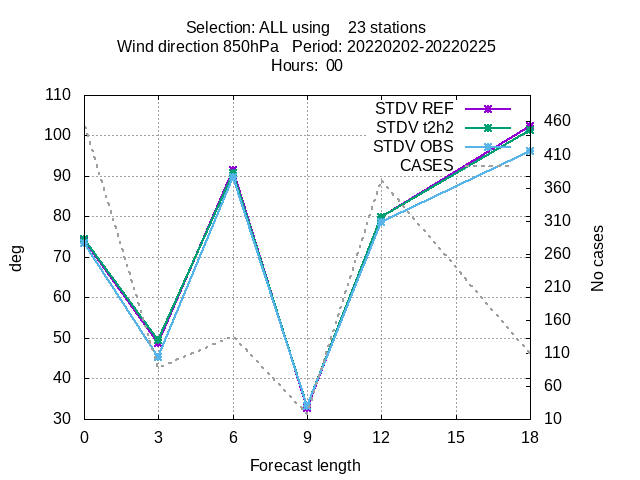 Selection: ALL using 23 stations
Wind direction 850hPa Period: 20220202-20220225
Hours: 00
110
100
90
80
70
60
50
40
30
deg
STDV REF
STDV t2h2
STDV OBS
CASES
460
410
360
310
260
210
160
110
60
10
No cases
0 3 6 9 12 15 18
Forecast length